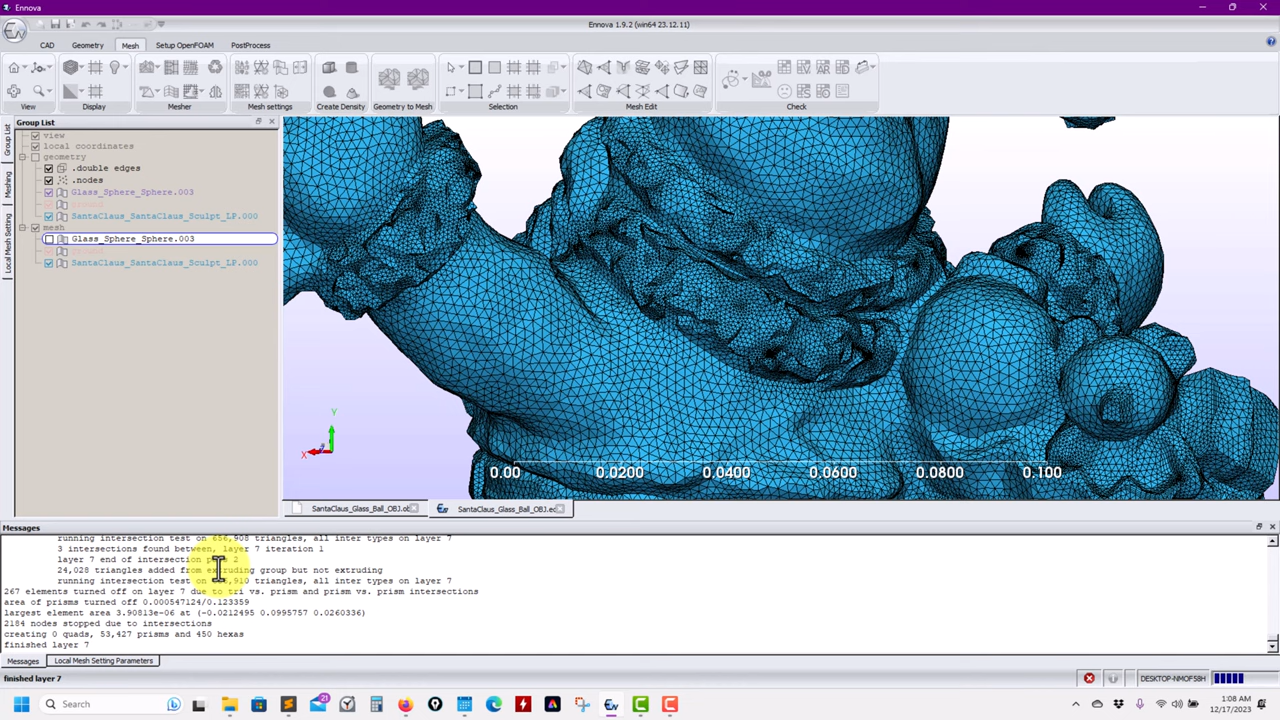 Ennova
Ennova 1.9.2 (win64 23.12.11)
CAD
Geometry
Mesh
Setup OpenFOAM
PostProcess
View
Display
Mesher
Mesh settings
Create Density
Geometry to Mesh
Selection
Mesh Edit
Check
Group List
Group List
Meshing
Local Mesh Setting
view
local coordinates
geometry
.double edges
.nodes
Glass_Sphere_Sphere.003
ground
SantaClaus_SantaClaus_Sculpt_LP.000
mesh
Glass_Sphere_Sphere.003
SantaClaus_SantaClaus_Sculpt_LP.000
Y
X
0.00 0.0200 0.0400 0.0600 0.0800 0.100
SantaClaus_Glass_Ball_OBJ.ob
SantaClaus_Glass_Ball_OBJ.ec
Messages
running intersection test on 656,908 triangles, all inter types on layer 7
3 intersections found between, layer 7 iteration 1
layer 7 end of intersection 2
24,028 triangles added from extruding group but not extruding
running intersection test on triangles, all inter types on layer 7
267 elements turned off on layer 7 due to tri vs. prism and prism vs. prism intersections
area of prisms turned off 0.000547124/0.123359
largest element area 3.90813e-06 at (-0.0212495 0.0995757 0.0260336)
2184 nodes stopped due to intersections
creating 0 quads, 53,427 prisms and 450 hexas
finished layer 7
Messages
Local Mesh Setting Parameters
finished layer 7
DESKTOP-NMOF58H
Search
21
1:08 AM
12/17/2023